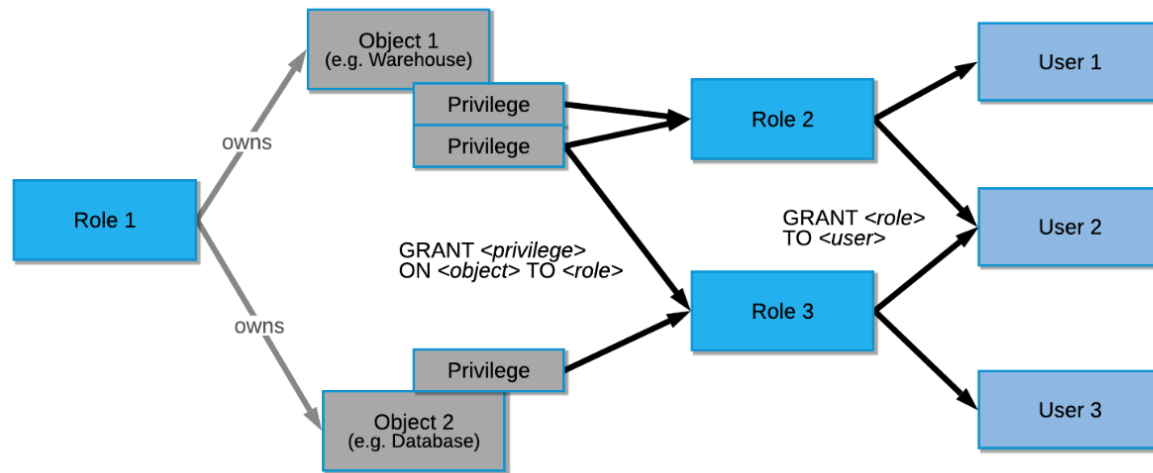 Object 1
(e.g. Warehouse)
Privilege
Privilege
owns
Role 1
owns
GRANT <privilege>
ON <object> TO <role>
Privilege
Object 2
(e.g. Database)
Role 2
GRANT <role>
TO <user>
Role 3
User 1
User 2
User 3